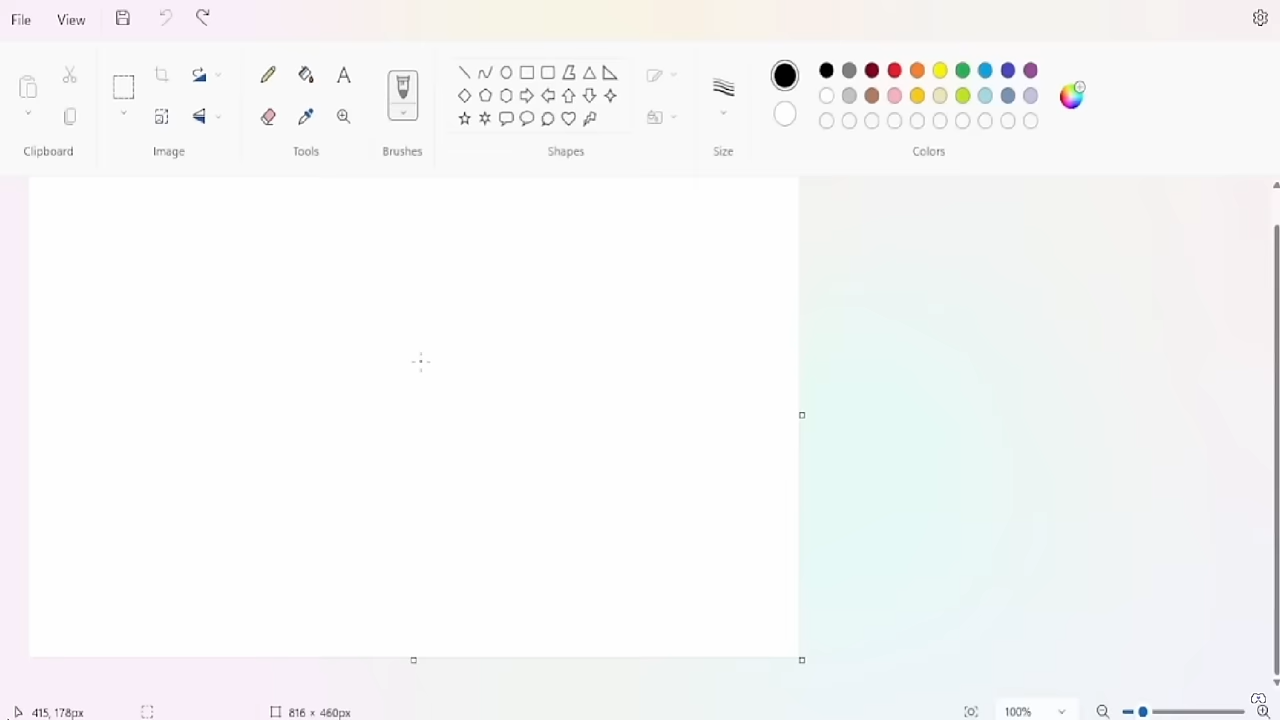 File View
Clipboard Image Tools Brushes Shapes Size Colors
415, 178px 816 × 460px 100%